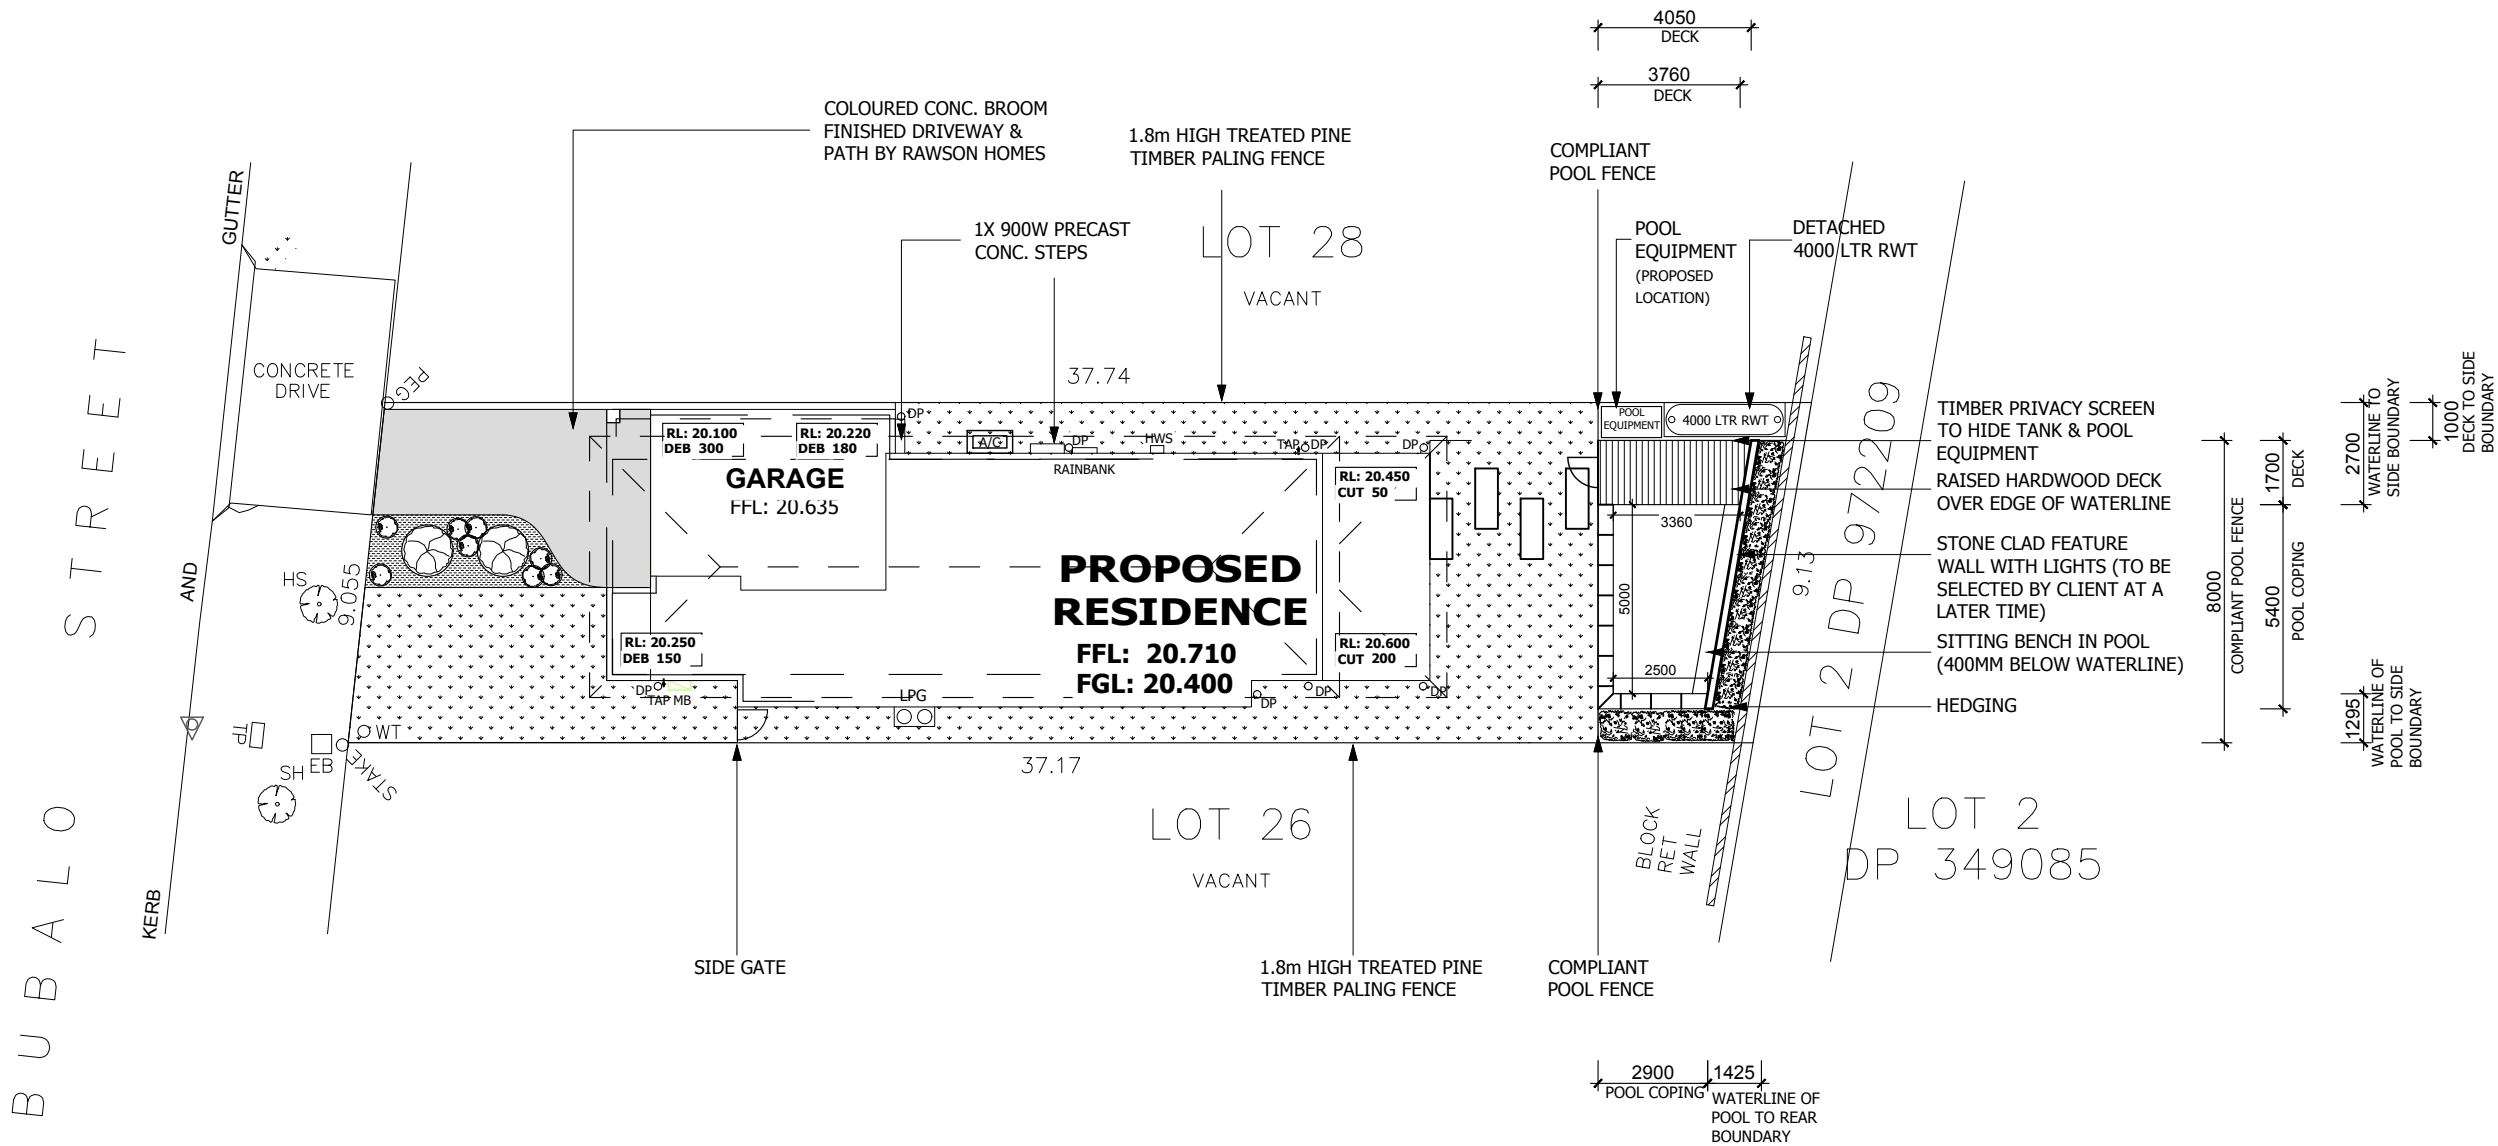 4050
DECK
3760
DECK
COLOURED CONC. BROOM
FINISHED DRIVEWAY &
PATH BY RAWSON HOMES
1.8m HIGH TREATED PINE
TIMBER PALING FENCE
COMPLIANT
POOL FENCE
1X 900W PRECAST
CONC. STEPS
LOT 28
VACANT
POOL
EQUIPMENT
(PROPOSED
LOCATION)
DETACHED
4000 LTR RWT
GUTTER
AND
KERB
BUBALO STREET
CONCRETE
DRIVE
PEG
37.74
DP
A/C
DP
HWS
TAP
DP
DP
RAINBANK
POOL
EQUIPMENT
4000 LTR RWT
RL: 20.100
DEB 300
RL: 20.220
DEB 180
GARAGE
FFL: 20.635
RL: 20.450
CUT 50
PROPOSED
RESIDENCE
FFL: 20.710
FGL: 20.400
RL: 20.250
DEB 150
RL: 20.600
CUT 200
DP
TAP MB
LPG
DP
DP
DP
3360
5000
2500
HS
9.055
TP
WT
EB
SH
STAKE
37.17
LOT 26
VACANT
SIDE GATE
1.8m HIGH TREATED PINE
TIMBER PALING FENCE
COMPLIANT
POOL FENCE
BLOCK
RET
WALL
9.13
LOT 2 DP 972209
LOT 2
DP 349085
TIMBER PRIVACY SCREEN
TO HIDE TANK & POOL
EQUIPMENT
RAISED HARDWOOD DECK
OVER EDGE OF WATERLINE
STONE CLAD FEATURE
WALL WITH LIGHTS (TO BE
SELECTED BY CLIENT AT A
LATER TIME)
SITTING BENCH IN POOL
(400MM BELOW WATERLINE)
HEDGING
8000
COMPLIANT POOL FENCE
1700
DECK
5400
POOL COPING
2700
WATERLINE TO
SIDE BOUNDARY
1000
DECK TO SIDE
BOUNDARY
1295
WATERLINE OF
POOL TO SIDE
BOUNDARY
2900
POOL COPING
1425
WATERLINE OF
POOL TO REAR
BOUNDARY